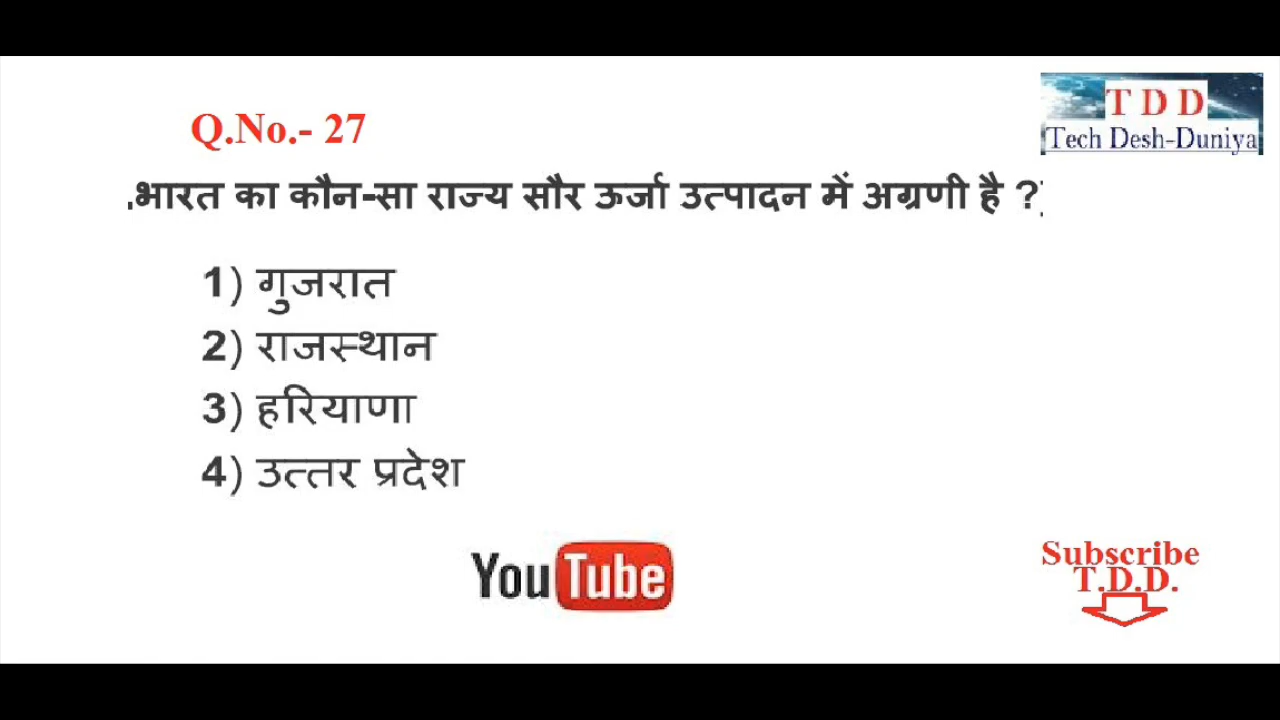 T D D
Tech Desh-Duniya
Q.No.- 27
.भारत का कौन-सा राज्य सौर ऊर्जा उत्पादन में अग्रणी है ?
1) गुजरात
2) राजस्थान
3) हरियाणा
4) उत्तर प्रदेश
YouTube
Subscribe
T.D.D.